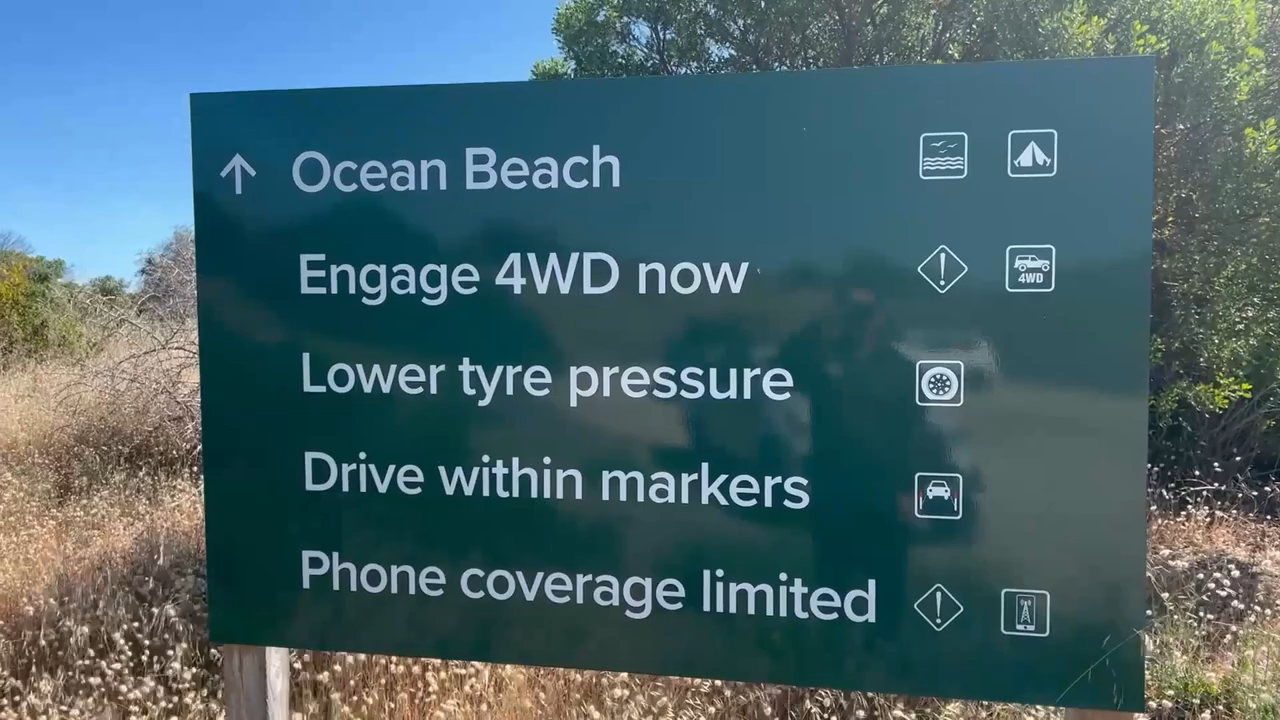 Ocean Beach
Engage 4WD now
4WD
Lower tyre pressure
Drive within markers
Phone coverage limited